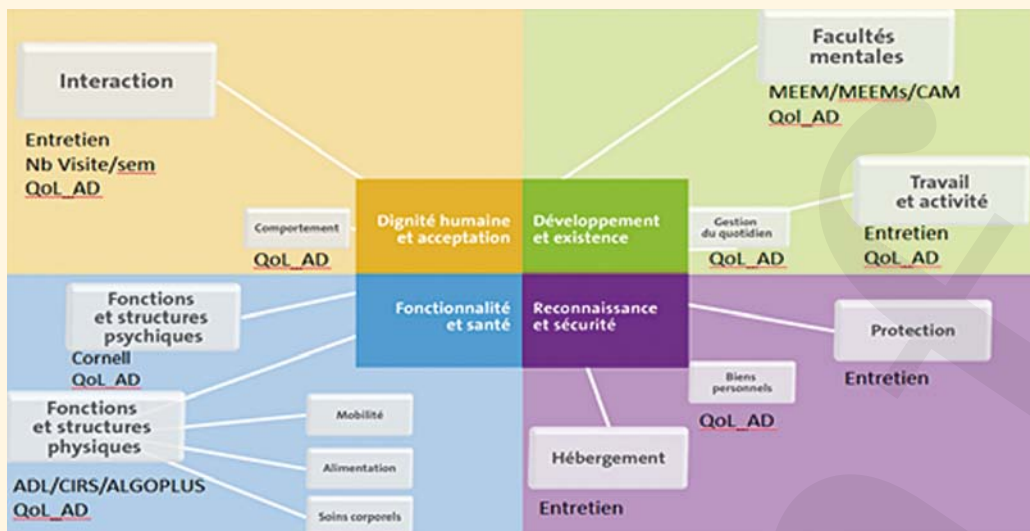 Interaction
Entretien
Nb Visite/sem
QoL_AD
Comportement
QoL_AD
Dignité humaine
et acceptation
Facultés
mentales
MEEM/MEEMs/CAM
Qol_AD
Développement
et existence
Gestion
du quotidien
QoL_AD
Travail
et activité
Entretien
QoL_AD
Fonctions
et structures
psychiques
Cornell
QoL_AD
Fonctionnalité
et santé
Fonctions
et structures
physiques
ADL/CIRS/ALGOPLUS
QoL_AD
Mobilité
Alimentation
Soins corporels
Reconnaissance
et sécurité
Protection
Entretien
Biens
personnels
QoL_AD
Hébergement
Entretien